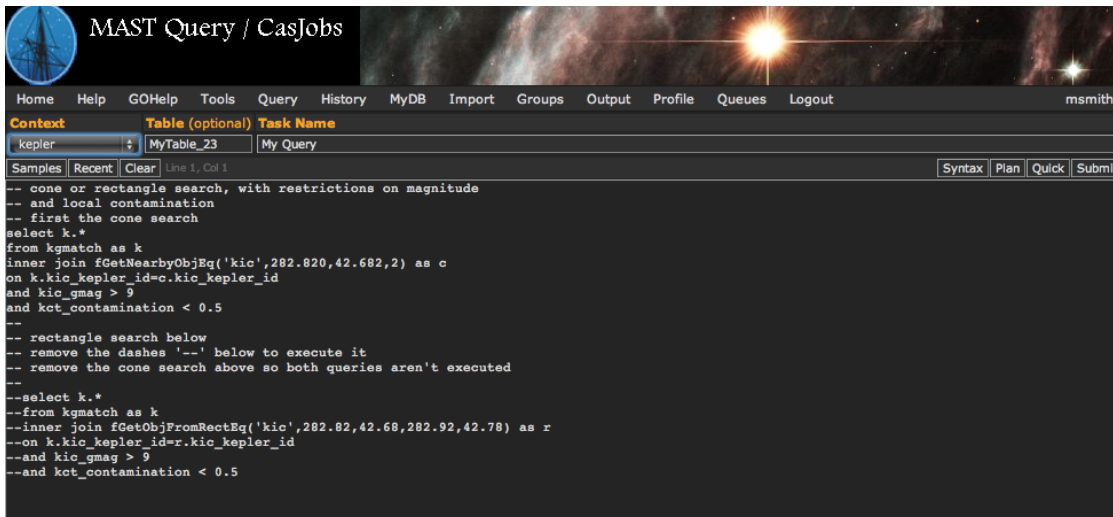 MAST Query / CasJobs
Home Help GOHelp Tools Query History MyDB Import Groups Output Profile Queues Logout msmith
Context Table (optional) Task Name
kepler MyTable_23 My Query
Samples Recent Clear Line 1, Col 1 Syntax Plan Quick Submi
-- cone or rectangle search, with restrictions on magnitude
-- and local contamination
-- first the cone search
select k.*
from kgmatch as k
inner join fGetNearbyObjEq('kic',282.820,42.682,2) as c
on k.kic_kepler_id=c.kic_kepler_id
and kic_gmag > 9
and kct_contamination < 0.5
--
-- rectangle search below
-- remove the dashes '--' below to execute it
-- remove the cone search above so both queries aren't executed
--
--select k.*
--from kgmatch as k
--inner join fGetObjFromRectEq('kic',282.82,42.68,282.92,42.78) as r
--on k.kic_kepler_id=r.kic_kepler_id
--and kic_gmag > 9
--and kct_contamination < 0.5